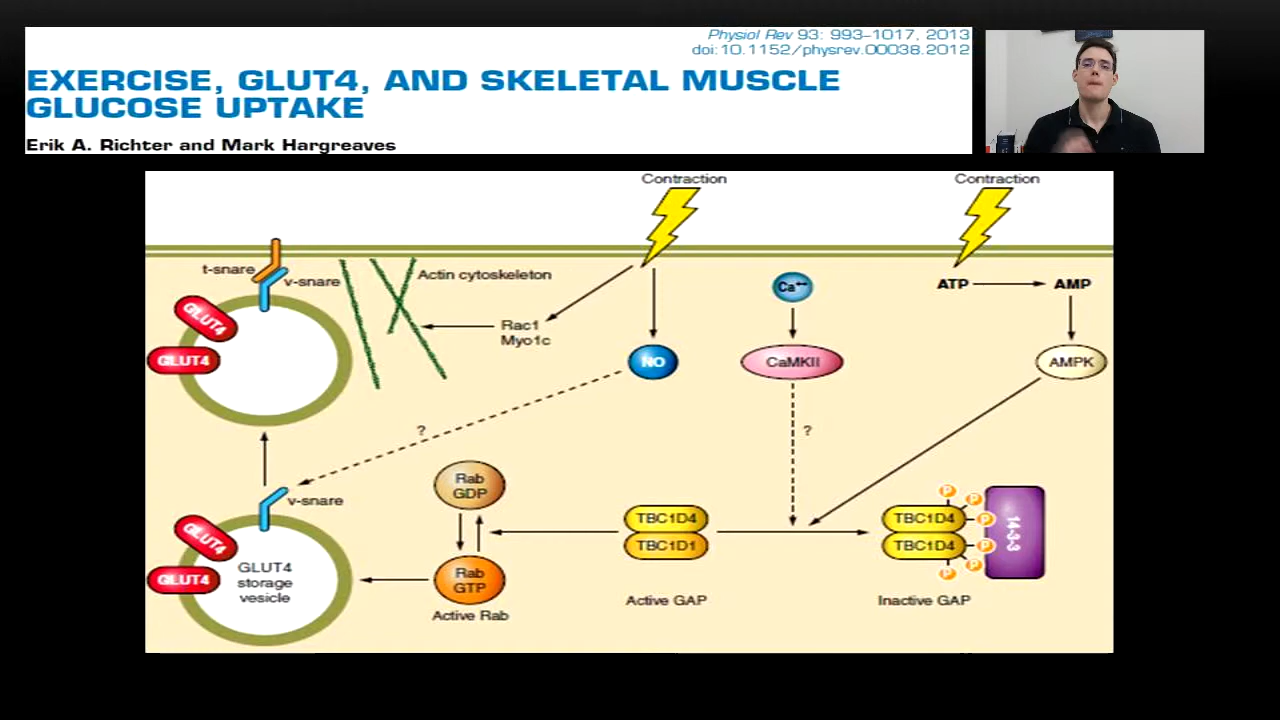 Physiol Rev 93: 993–1017, 2013
doi:10.1152/physrev.00038.2012
EXERCISE, GLUT4, AND SKELETAL MUSCLE
GLUCOSE UPTAKE
Erik A. Richter and Mark Hargreaves
Contraction
Contraction
t-snare
v-snare
Actin cytoskeleton
Ca++
ATP
AMP
GLUT4
GLUT4
Rac1
Myo1c
NO
CaMKII
AMPK
?
?
v-snare
Rab
GDP
GLUT4
GLUT4
GLUT4
storage
vesicle
Rab
GTP
Active Rab
TBC1D4
TBC1D1
Active GAP
TBC1D4
TBC1D4
P
P
P
P
P
P
14-3-3
Inactive GAP